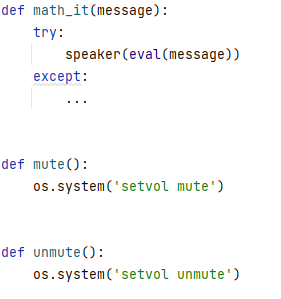 def math_it(message):
    try:
        speaker(eval(message))
    except:
        ...
def mute():
    os.system('setvol mute')
def unmute():
    os.system('setvol unmute')